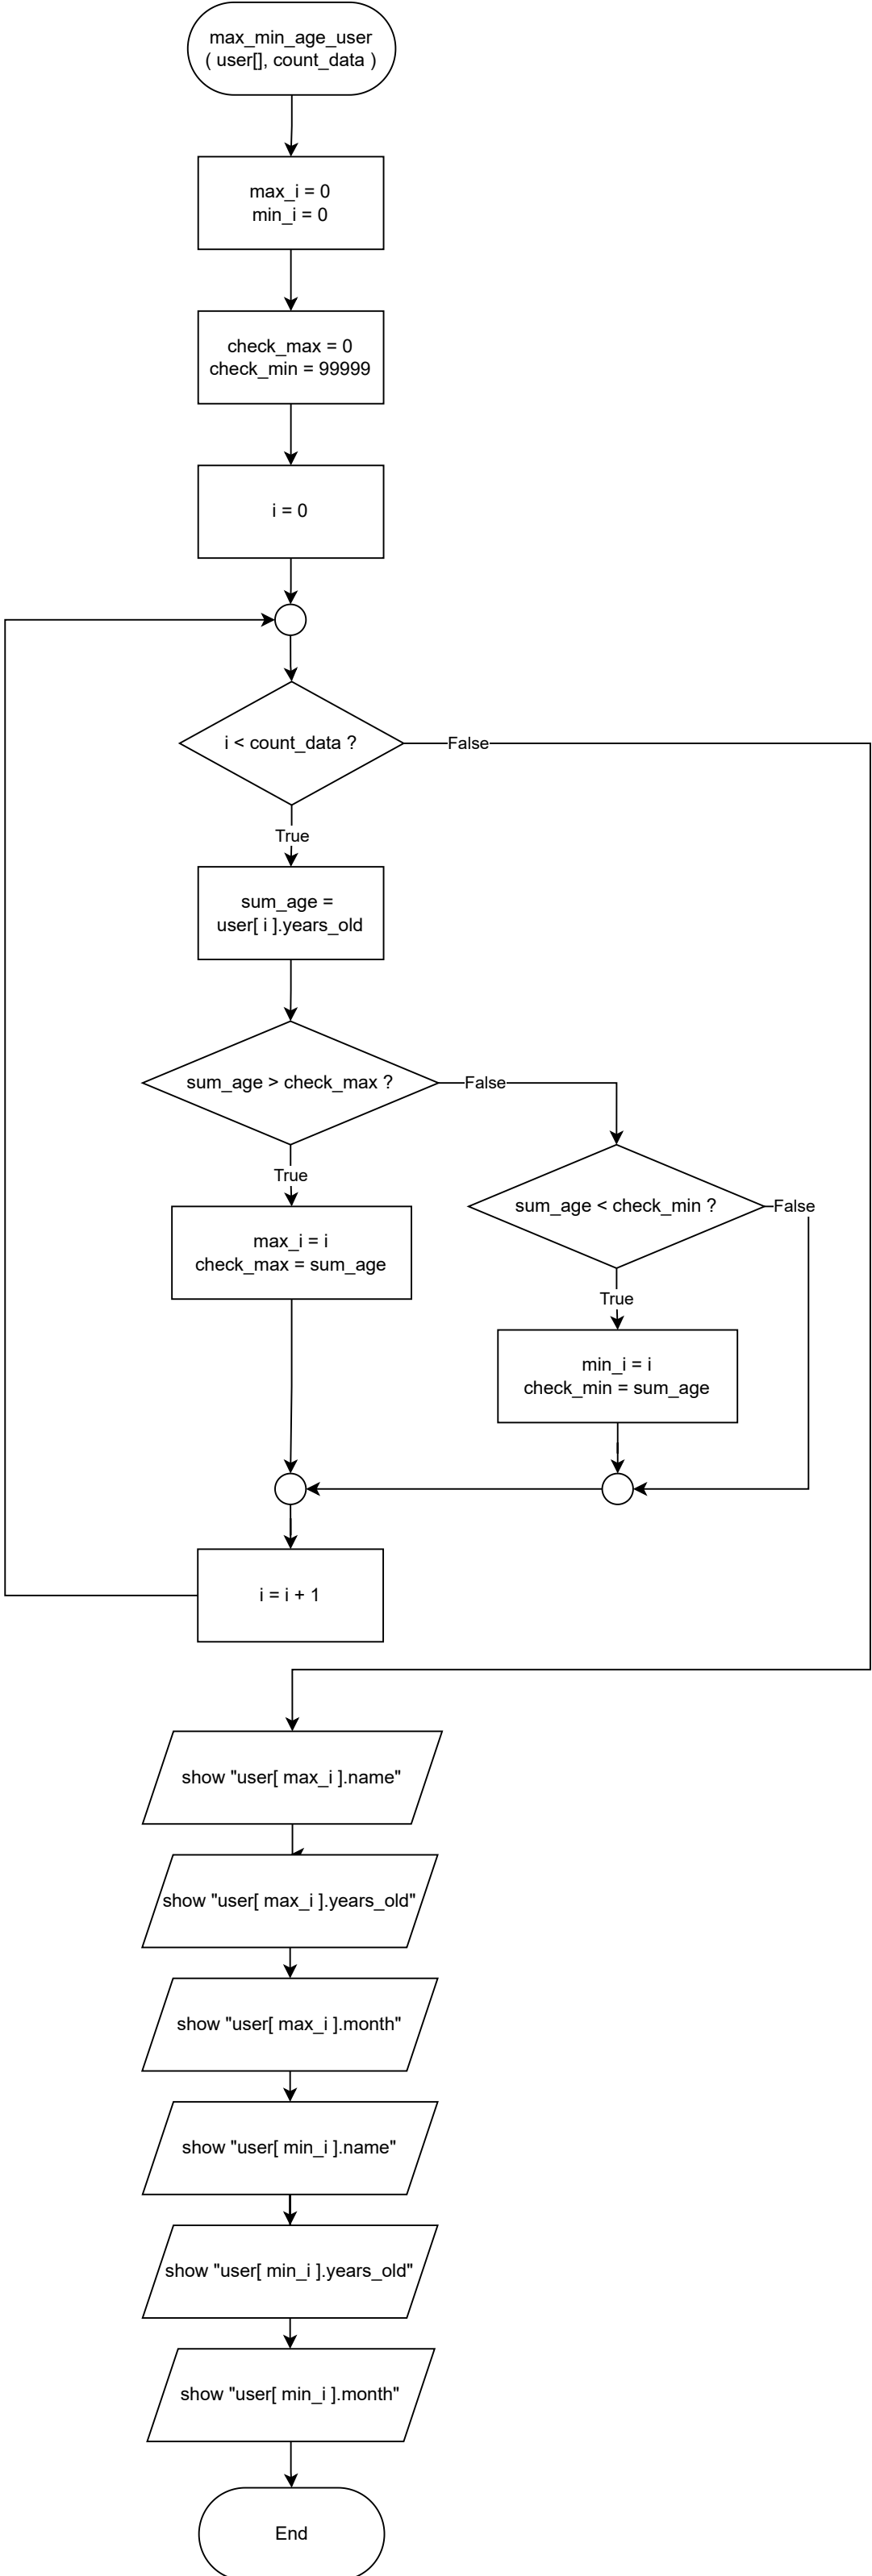 max_min_age_user
( user[], count_data )
max_i = 0
min_i = 0
check_max = 0
check_min = 99999
i = 0
i < count_data ?
False
True
sum_age =
user[ i ].years_old
sum_age > check_max ?
False
True
sum_age < check_min ?
False
max_i = i
check_max = sum_age
True
min_i = i
check_min = sum_age
i = i + 1
show "user[ max_i ].name"
show "user[ max_i ].years_old"
show "user[ max_i ].month"
show "user[ min_i ].name"
show "user[ min_i ].years_old"
show "user[ min_i ].month"
End